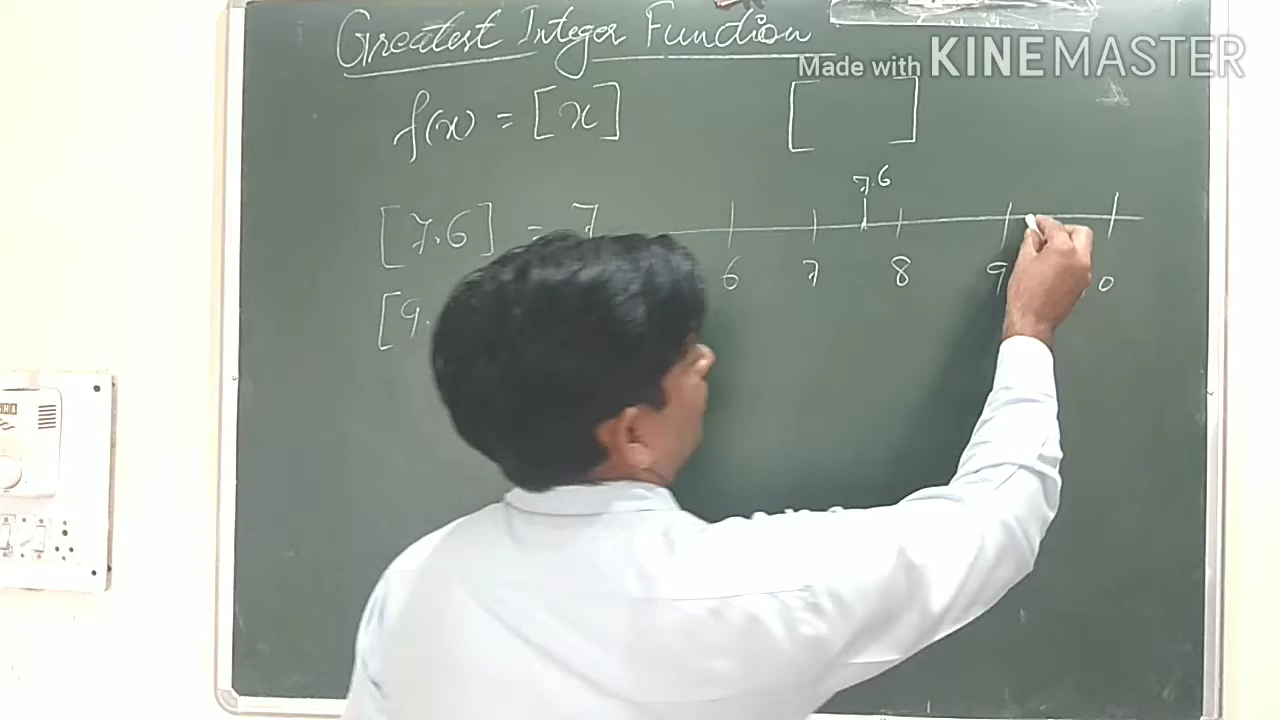 Greatest Integer Function
Made with KINEMASTER
f(x) = [x] [ ]
7.6
[7.6] = 7
6 7 8 9 0
[9.